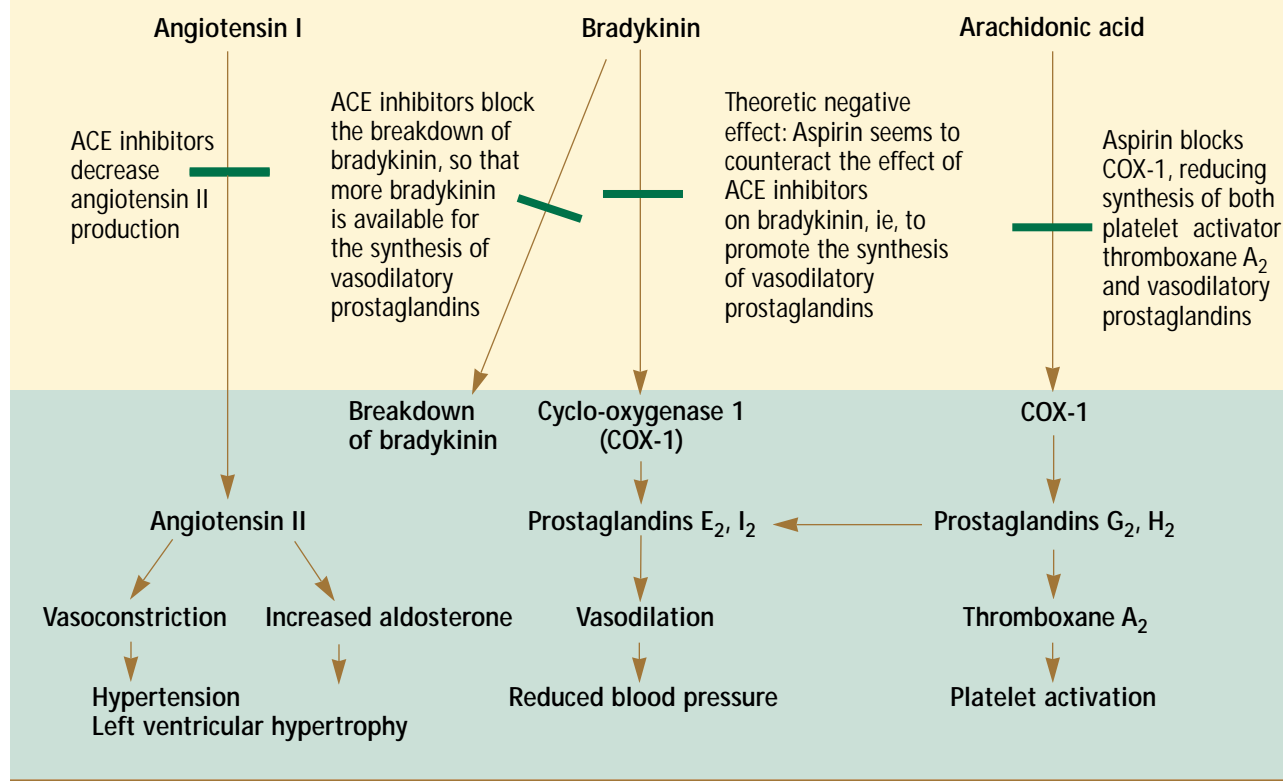 Angiotensin I
Bradykinin
Arachidonic acid
ACE inhibitors
decrease
angiotensin II
production
ACE inhibitors block
the breakdown of
bradykinin, so that
more bradykinin
is available for
the synthesis of
vasodilatory
prostaglandins
Theoretic negative
effect: Aspirin seems to
counteract the effect of
ACE inhibitors
on bradykinin, ie, to
promote the synthesis
of vasodilatory
prostaglandins
Aspirin blocks
COX-1, reducing
synthesis of both
platelet activator
thromboxane A₂
and vasodilatory
prostaglandins
Breakdown
of bradykinin
Cyclo-oxygenase 1
(COX-1)
COX-1
Angiotensin II
Prostaglandins E₂, I₂
Prostaglandins G₂, H₂
Vasoconstriction
Increased aldosterone
Vasodilation
Thromboxane A₂
Hypertension
Left ventricular hypertrophy
Reduced blood pressure
Platelet activation